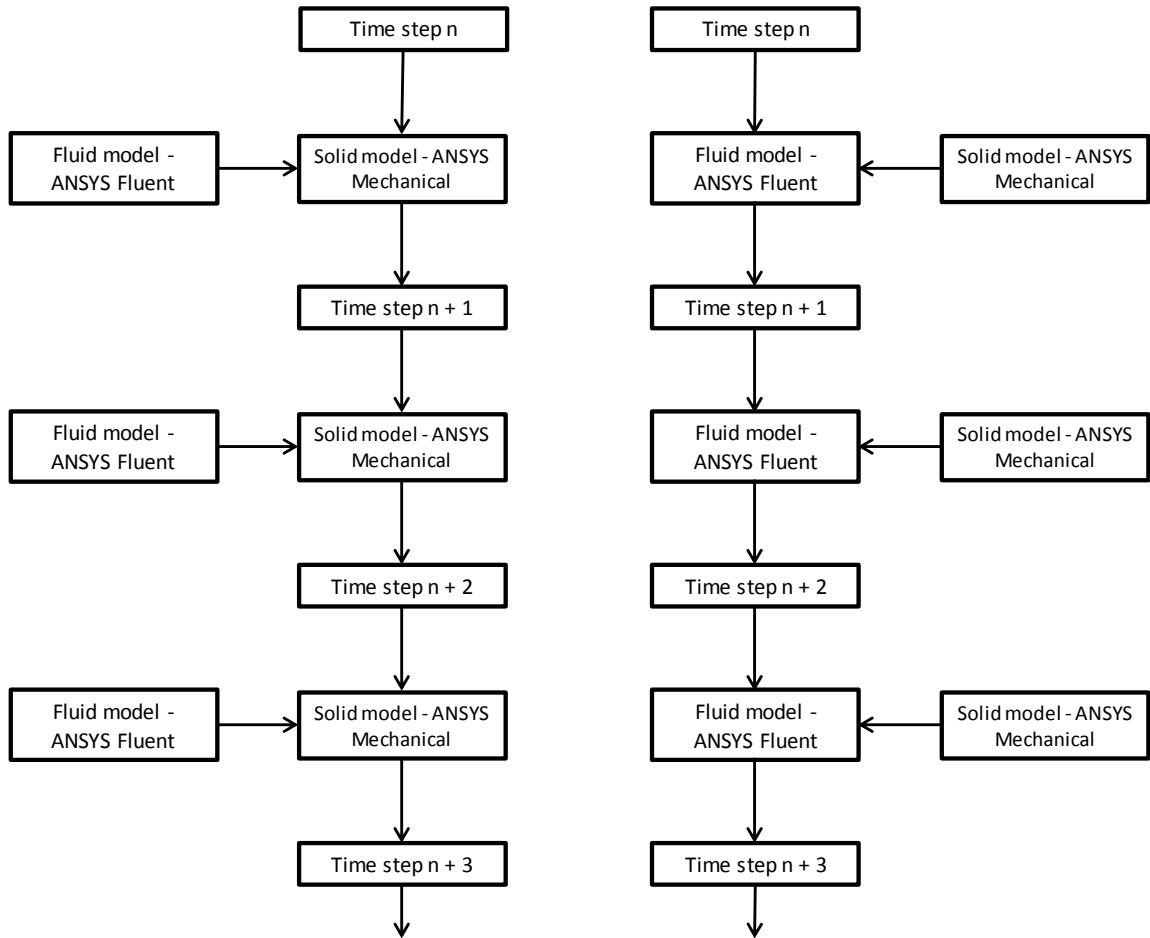 Time step n
Time step n
Fluid model -
ANSYS Fluent
Solid model - ANSYS
Mechanical
Fluid model -
ANSYS Fluent
Solid model - ANSYS
Mechanical
Time step n + 1
Time step n + 1
Fluid model -
ANSYS Fluent
Solid model - ANSYS
Mechanical
Fluid model -
ANSYS Fluent
Solid model - ANSYS
Mechanical
Time step n + 2
Time step n + 2
Fluid model -
ANSYS Fluent
Solid model - ANSYS
Mechanical
Fluid model -
ANSYS Fluent
Solid model - ANSYS
Mechanical
Time step n + 3
Time step n + 3